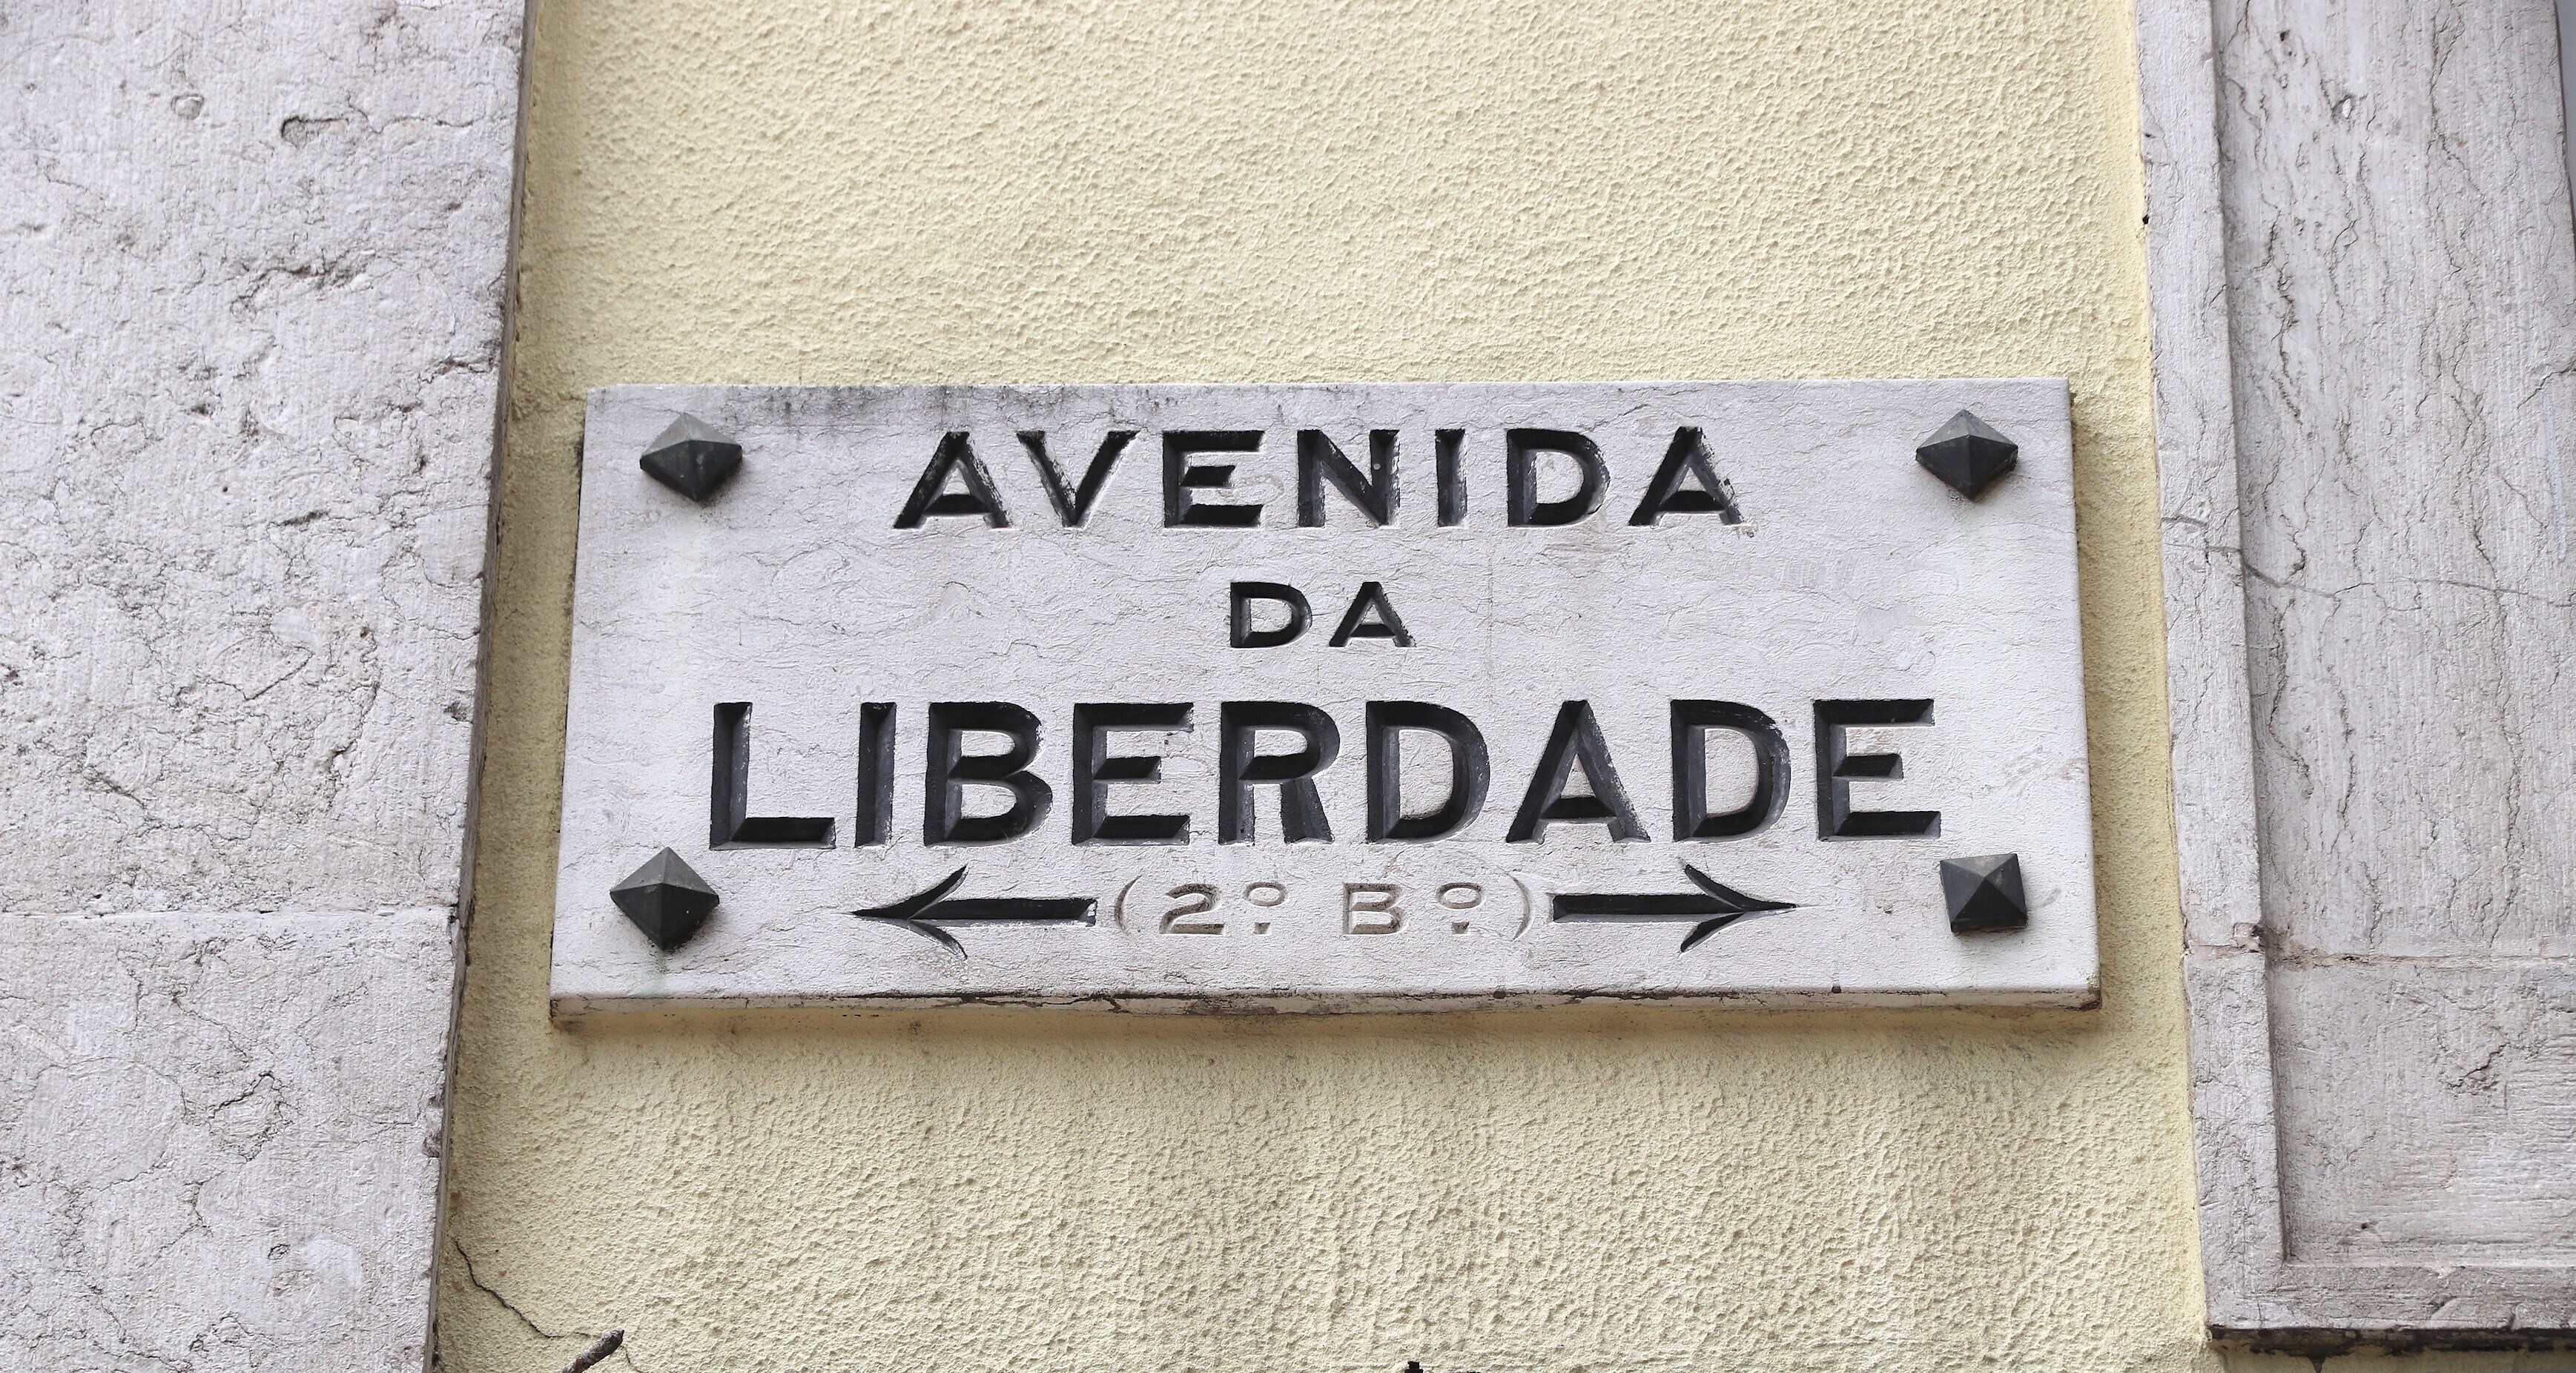 AVENIDA
DA
LIBERDADE
← (2º Bº) →